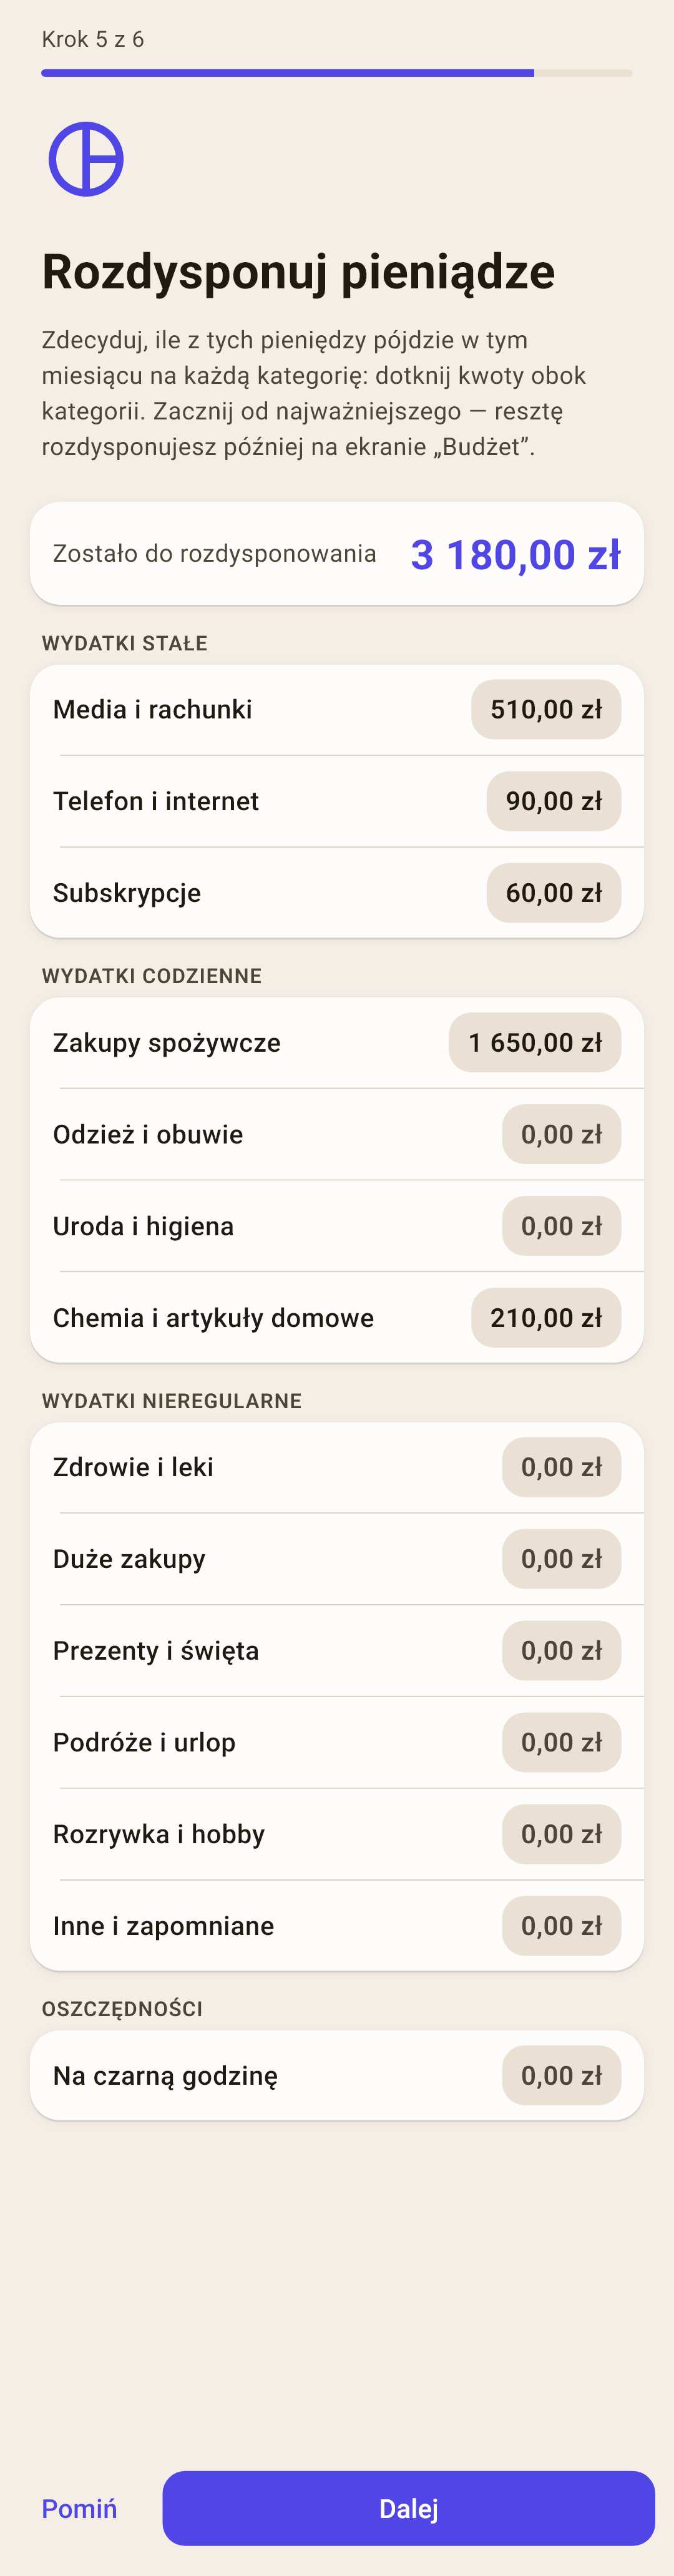 Krok 5 z 6
Rozdysponuj pieniądze
Zdecyduj, ile z tych pieniędzy pójdzie w tym
miesiącu na każdą kategorię: dotknij kwoty obok
kategorii. Zacznij od najważniejszego — resztę
rozdysponujesz później na ekranie „Budżet”.
Zostało do rozdysponowania 3 180,00 zł
WYDATKI STAŁE
Media i rachunki 510,00 zł
Telefon i internet 90,00 zł
Subskrypcje 60,00 zł
WYDATKI CODZIENNE
Zakupy spożywcze 1 650,00 zł
Odzież i obuwie 0,00 zł
Uroda i higiena 0,00 zł
Chemia i artykuły domowe 210,00 zł
WYDATKI NIEREGULARNE
Zdrowie i leki 0,00 zł
Duże zakupy 0,00 zł
Prezenty i święta 0,00 zł
Podróże i urlop 0,00 zł
Rozrywka i hobby 0,00 zł
Inne i zapomniane 0,00 zł
OSZCZĘDNOŚCI
Na czarną godzinę 0,00 zł
Pomiń Dalej